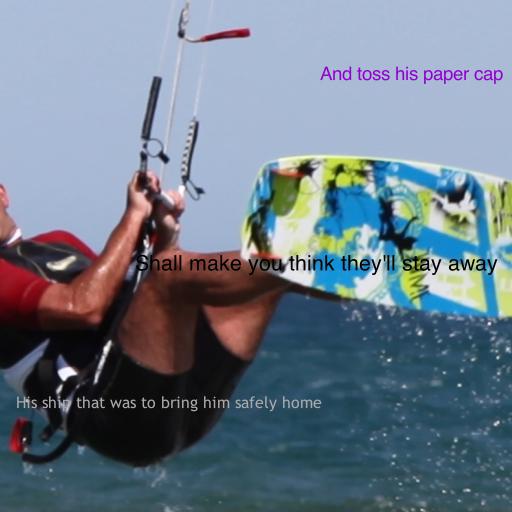 And toss his paper cap
Shall make you think they'll stay away
His ship that was to bring him safely home